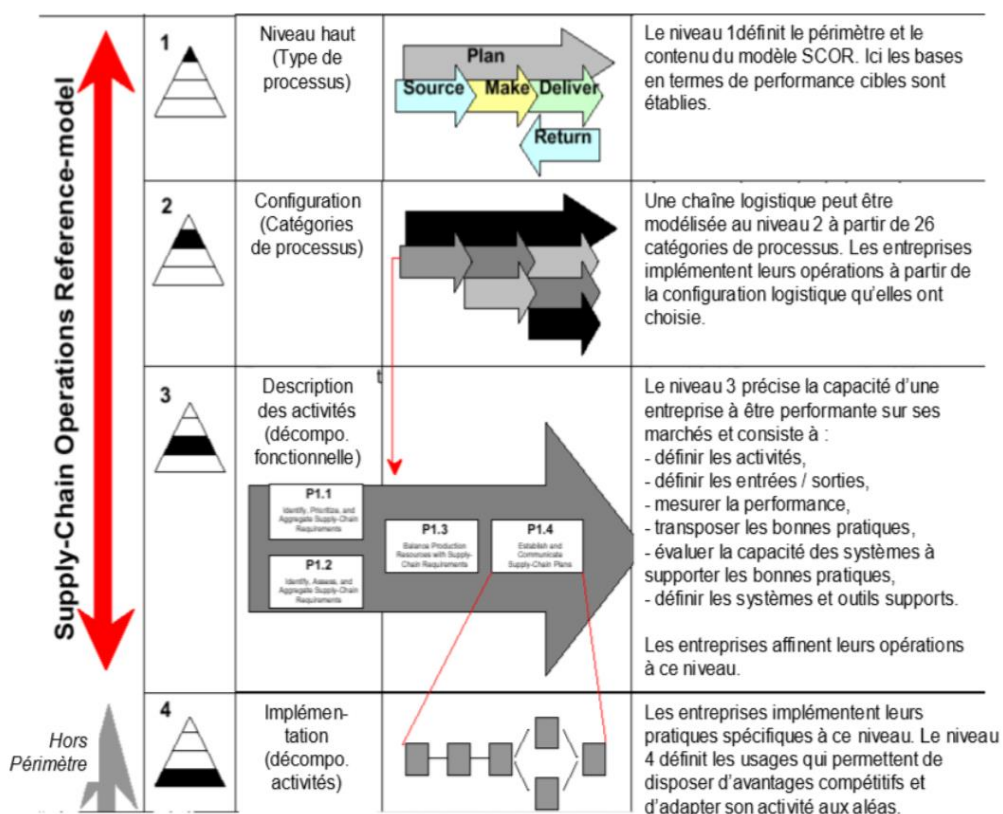 Supply-Chain Operations Reference-model
1
Niveau haut
(Type de
processus)
Plan
Source
Make
Deliver
Return
Le niveau 1définit le périmètre et le
contenu du modèle SCOR. Ici les bases
en termes de performance cibles sont
établies.
2
Configuration
(Catégories
de processus)
Une chaîne logistique peut être
modélisée au niveau 2 à partir de 26
catégories de processus. Les entreprises
implémentent leurs opérations à partir de
la configuration logistique qu'elles ont
choisie.
3
Description
des activités
(décompo.
fonctionnelle)
t
P1.1
Identify, Prioritize, and
Aggregate Supply-Chain
Requirements
P1.2
Identify, Assess, and
Aggregate Supply-Chain
Requirements
P1.3
Balance Production
Resources with Supply-
Chain Requirements
P1.4
Establish and
Communicate
Supply-Chain Plans
Le niveau 3 précise la capacité d'une
entreprise à être performante sur ses
marchés et consiste à :
- définir les activités,
- définir les entrées / sorties,
- mesurer la performance,
- transposer les bonnes pratiques,
- évaluer la capacité des systèmes à
supporter les bonnes pratiques,
- définir les systèmes et outils supports.
Les entreprises affinent leurs opérations
à ce niveau.
Hors
Périmètre
4
Implémen-
tation
(décompo.
activités)
Les entreprises implémentent leurs
pratiques spécifiques à ce niveau. Le niveau
4 définit les usages qui permettent de
disposer d'avantages compétitifs et
d'adapter son activité aux aléas.